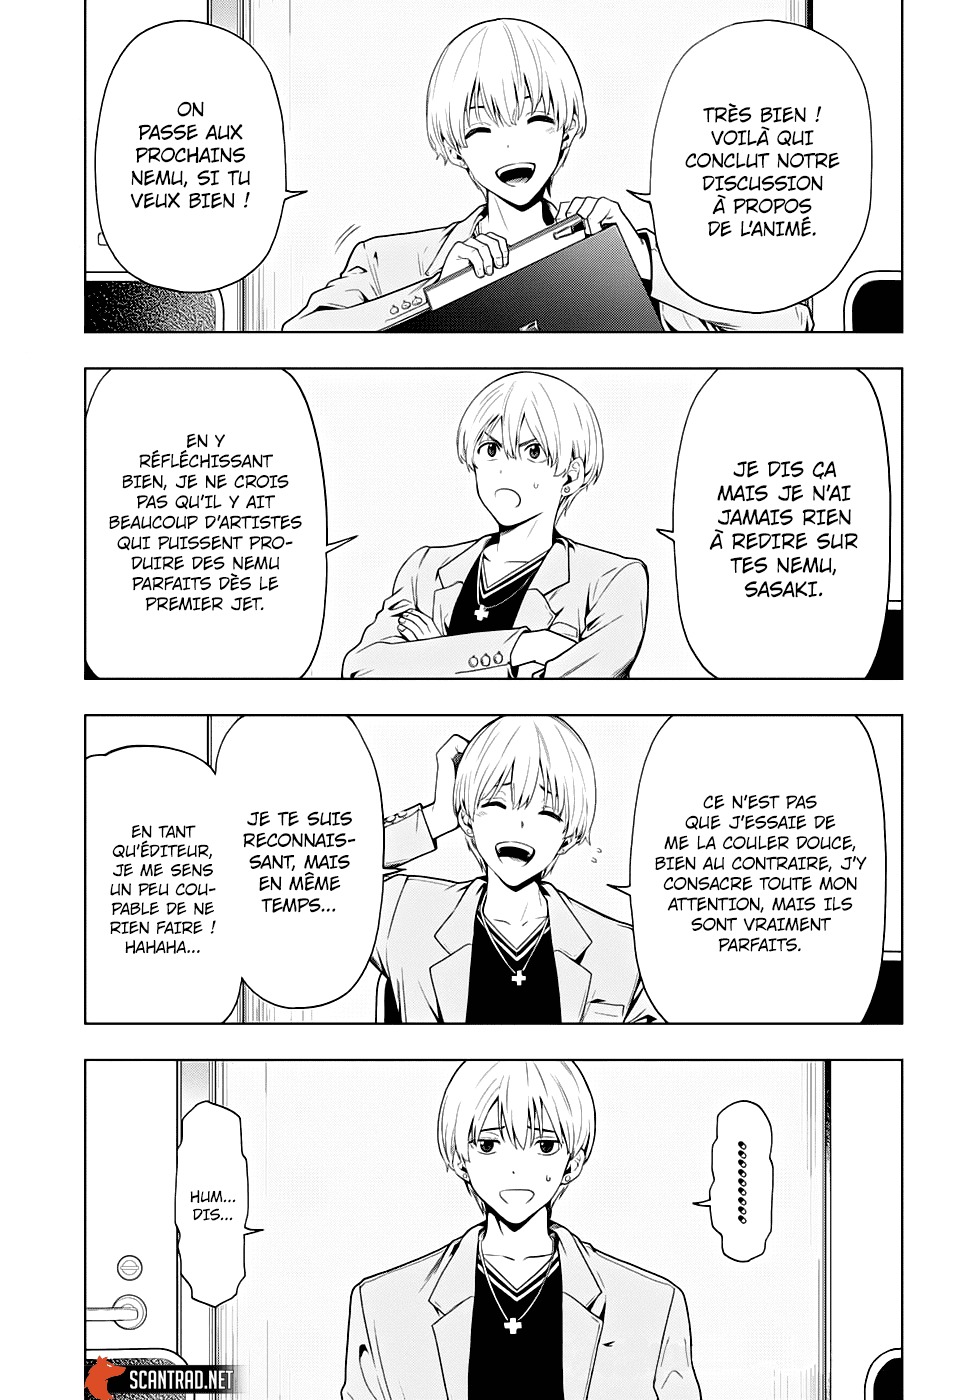 TRÈS BIEN !
VOILÀ QUI
CONCLUT NOTRE
DISCUSSION
À PROPOS
DE L'ANIMÉ.
ON
PASSE AUX
PROCHAINS
NEMU, SI TU
VEUX BIEN !
JE DIS ÇA
MAIS JE N'AI
JAMAIS RIEN
À REDIRE SUR
TES NEMU,
SASAKI.
EN Y
RÉFLÉCHISSANT
BIEN, JE NE CROIS
PAS QU'IL Y AIT
BEAUCOUP D'ARTISTES
QUI PUISSENT PRO-
DUIRE DES NEMU
PARFAITS DÈS LE
PREMIER JET.
CE N'EST PAS
QUE J'ESSAIE DE
ME LA COULER DOUCE,
BIEN AU CONTRAIRE, J'Y
CONSACRE TOUTE MON
ATTENTION, MAIS ILS
SONT VRAIMENT
PARFAITS.
JE TE SUIS
RECONNAIS-
SANT, MAIS
EN MÊME
TEMPS...
EN TANT
QU'ÉDITEUR,
JE ME SENS
UN PEU COU-
PABLE DE NE
RIEN FAIRE !
HAHAHA...
..........
HUM...
DIS...
SCANTRAD.NET